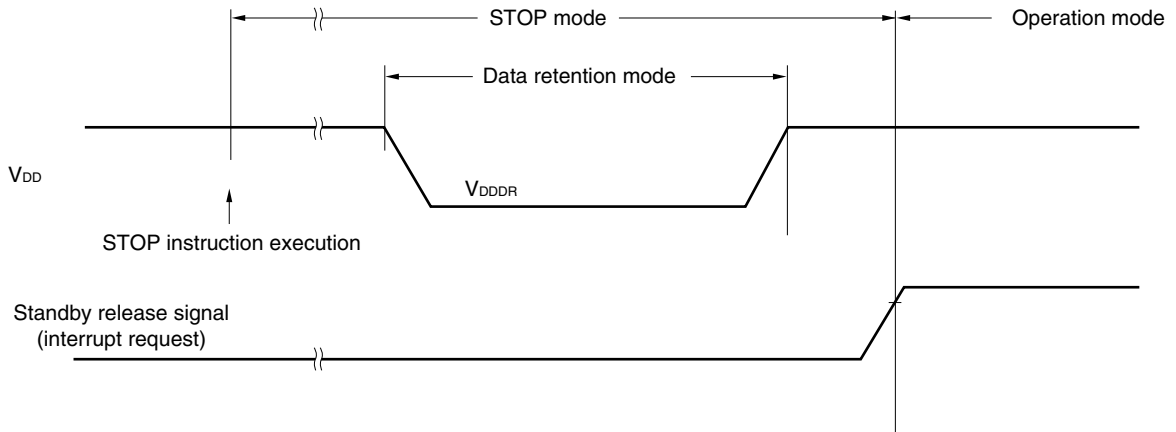 STOP mode
Operation mode
Data retention mode
VDD
VDDDR
STOP instruction execution
Standby release signal
(interrupt request)